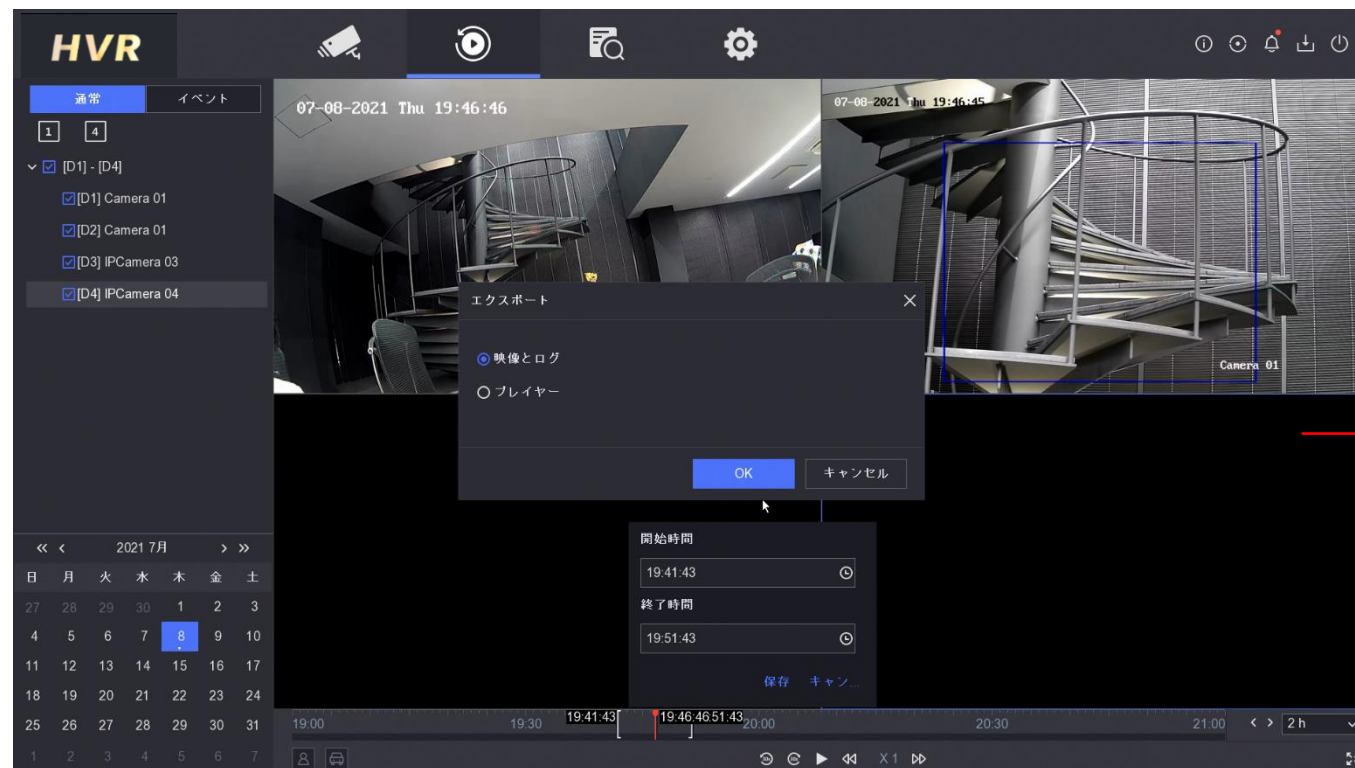 HVR
通常 イベント
1 4
[D1] - [D4]
[D1] Camera 01
[D2] Camera 01
[D3] IPCamera 03
[D4] IPCamera 04
07-08-2021 Thu 19:46:46
07-08-2021 Thu 19:46:45
Camera 01
エクスポート
映像とログ
プレイヤー
OK キャンセル
開始時間
19:41:43
終了時間
19:51:43
保存 キャン...
2021 7月
日 月 火 水 木 金 土
27 28 29 30 1 2 3
4 5 6 7 8 9 10
11 12 13 14 15 16 17
18 19 20 21 22 23 24
25 26 27 28 29 30 31
1 2 3 4 5 6 7
19:41:43 19:46:46 51:43
19:00 19:30 20:00 20:30 21:00 2 h
X 1